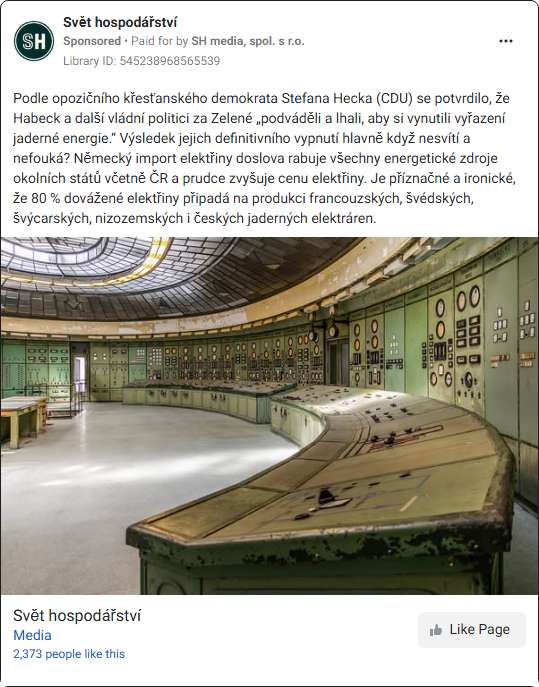 SH
Svět hospodářství
Sponsored • Paid for by SH media, spol. s r.o.
Library ID: 545238968565539
Podle opozičního křesťanského demokrata Stefana Hecka (CDU) se potvrdilo, že
Habeck a další vládní politici za Zelené „podváděli a lhali, aby si vynutili vyřazení
jaderné energie.“ Výsledek jejich definitivního vypnutí hlavně když nesvítí a
nefouká? Německý import elektřiny doslova rabuje všechny energetické zdroje
okolních států včetně ČR a prudce zvyšuje cenu elektřiny. Je příznačné a ironické,
že 80 % dovážené elektřiny připadá na produkci francouzských, švédských,
švýcarských, nizozemských i českých jaderných elektráren.
Svět hospodářství
Media
2,373 people like this
Like Page